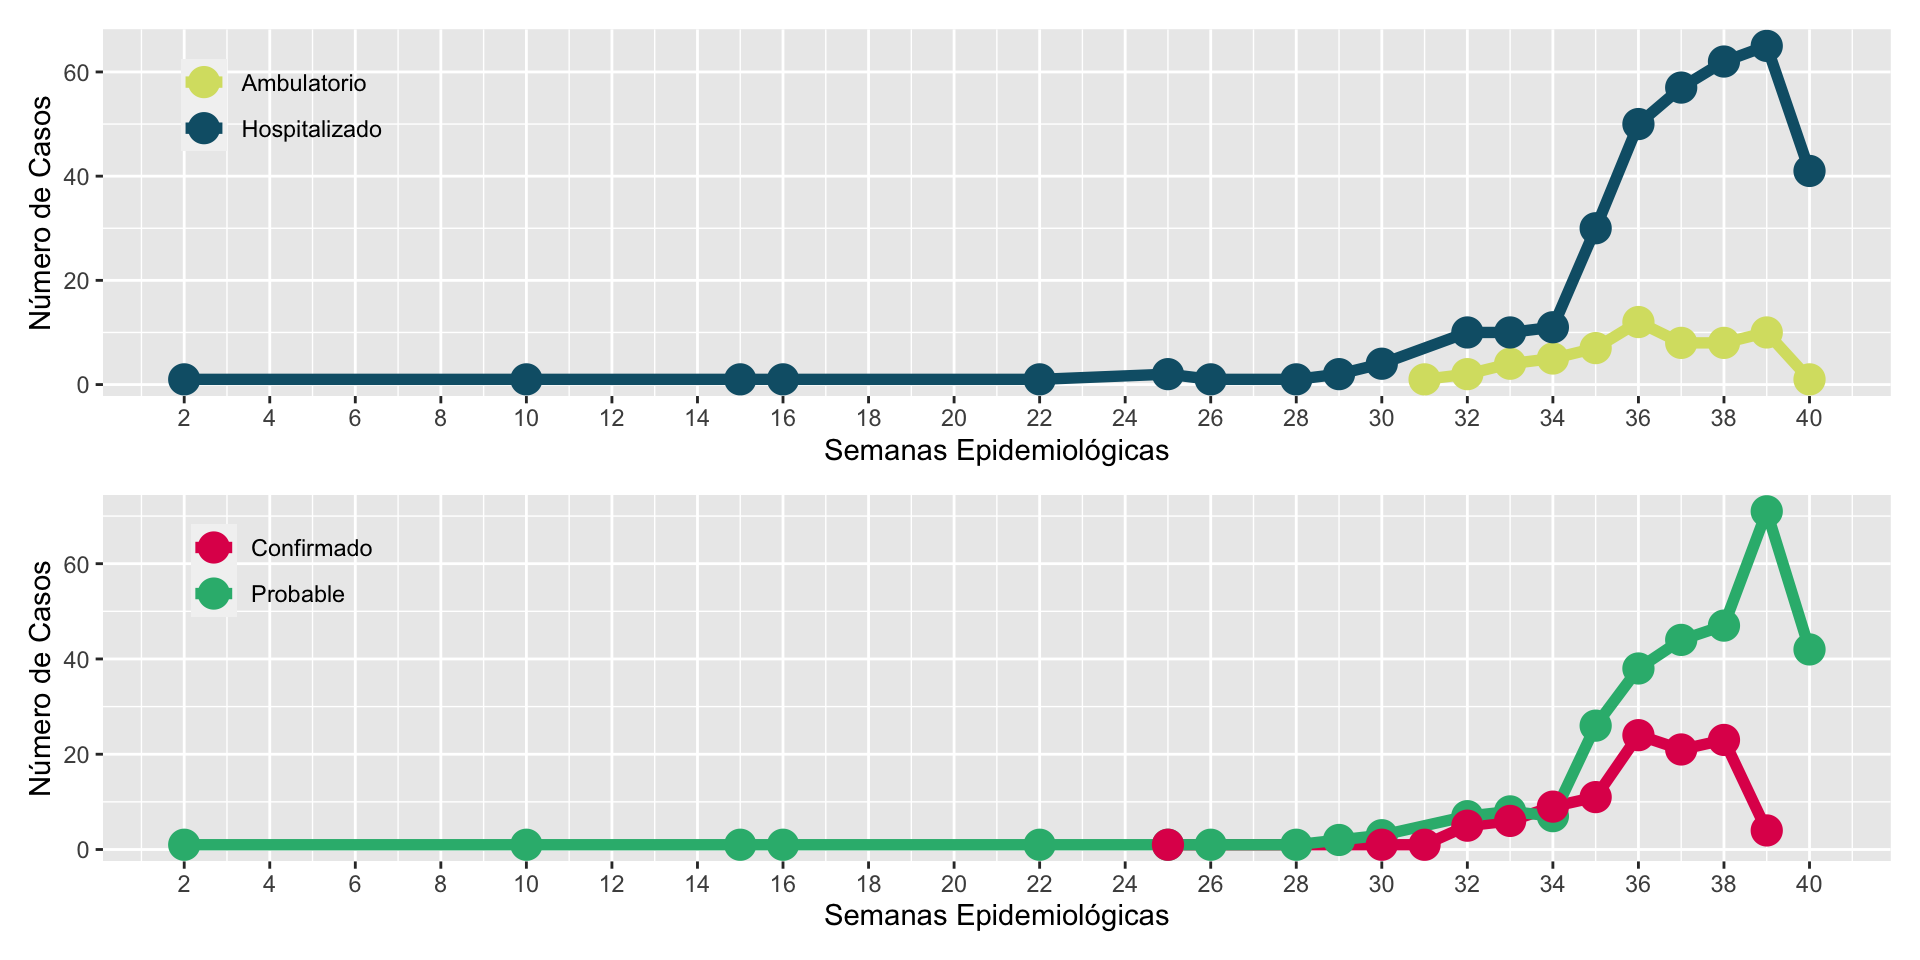 Número de Casos
60
40
20
0
Ambulatorio
Hospitalizado
2 4 6 8 10 12 14 16 18 20 22 24 26 28 30 32 34 36 38 40
Semanas Epidemiológicas
Número de Casos
60
40
20
0
Confirmado
Probable
2 4 6 8 10 12 14 16 18 20 22 24 26 28 30 32 34 36 38 40
Semanas Epidemiológicas